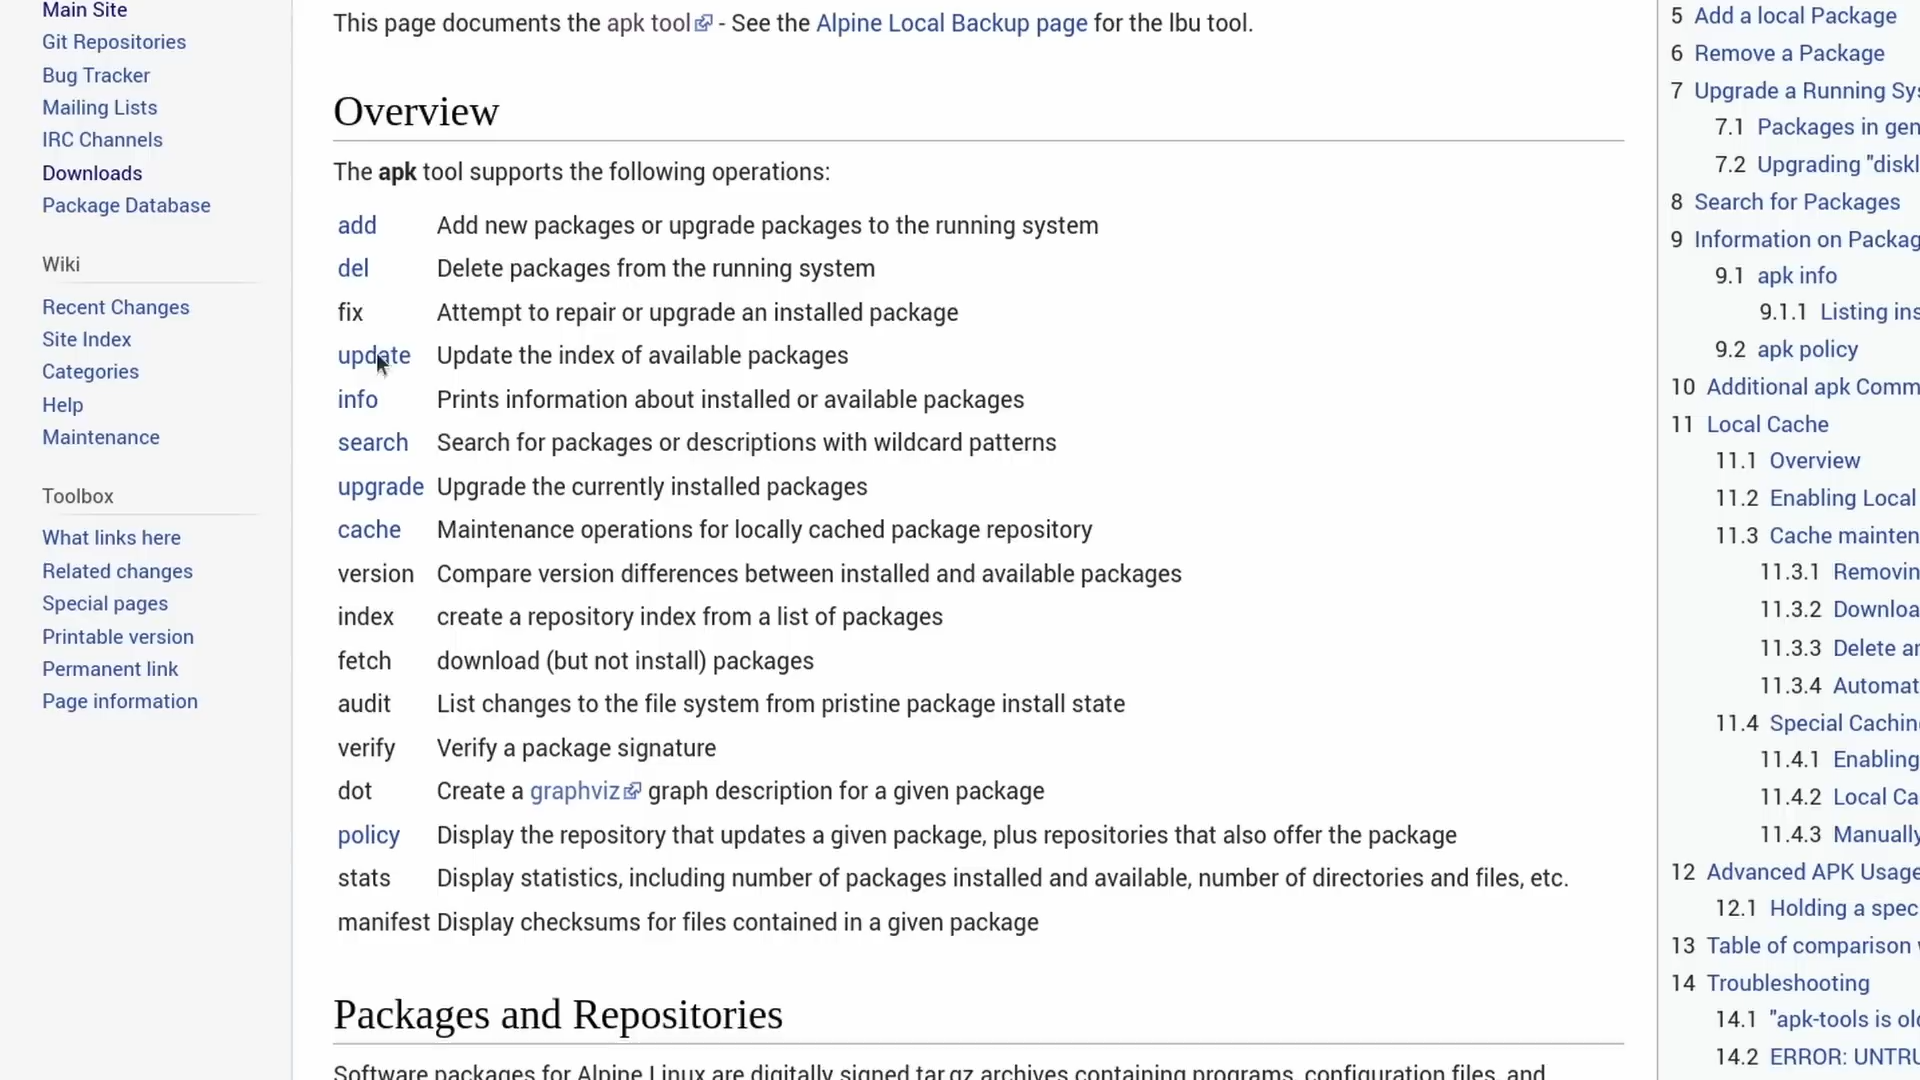 Main Site
Git Repositories
Bug Tracker
Mailing Lists
IRC Channels
Downloads
Package Database
Wiki
Recent Changes
Site Index
Categories
Help
Maintenance
Toolbox
What links here
Related changes
Special pages
Printable version
Permanent link
Page information
This page documents the apk tool - See the Alpine Local Backup page for the lbu tool.
Overview
The apk tool supports the following operations:
add Add new packages or upgrade packages to the running system
del Delete packages from the running system
fix Attempt to repair or upgrade an installed package
update Update the index of available packages
info Prints information about installed or available packages
search Search for packages or descriptions with wildcard patterns
upgrade Upgrade the currently installed packages
cache Maintenance operations for locally cached package repository
version Compare version differences between installed and available packages
index create a repository index from a list of packages
fetch download (but not install) packages
audit List changes to the file system from pristine package install state
verify Verify a package signature
dot Create a graphviz graph description for a given package
policy Display the repository that updates a given package, plus repositories that also offer the package
stats Display statistics, including number of packages installed and available, number of directories and files, etc.
manifest Display checksums for files contained in a given package
Packages and Repositories
Software packages for Alpine Linux are digitally signed tar.gz archives containing programs, configuration files, and
5 Add a local Package
6 Remove a Package
7 Upgrade a Running Sys
7.1 Packages in gen
7.2 Upgrading "diskl
8 Search for Packages
9 Information on Packag
9.1 apk info
9.1.1 Listing ins
9.2 apk policy
10 Additional apk Comm
11 Local Cache
11.1 Overview
11.2 Enabling Local
11.3 Cache mainten
11.3.1 Removin
11.3.2 Downloa
11.3.3 Delete an
11.3.4 Automat
11.4 Special Caching
11.4.1 Enabling
11.4.2 Local Ca
11.4.3 Manually
12 Advanced APK Usage
12.1 Holding a spec
13 Table of comparison w
14 Troubleshooting
14.1 "apk-tools is old
14.2 ERROR: UNTRU